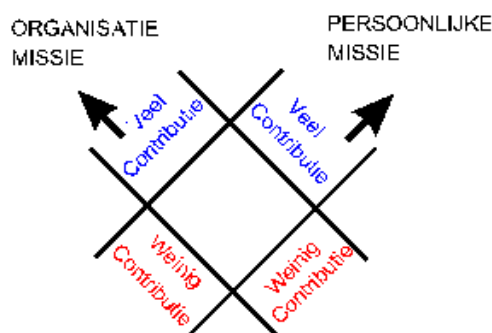 ORGANISATIE
MISSIE
PERSOONLIJKE
MISSIE
Veel
Contributie
Veel
Contributie
Weinig
Contributie
Weinig
Contributie